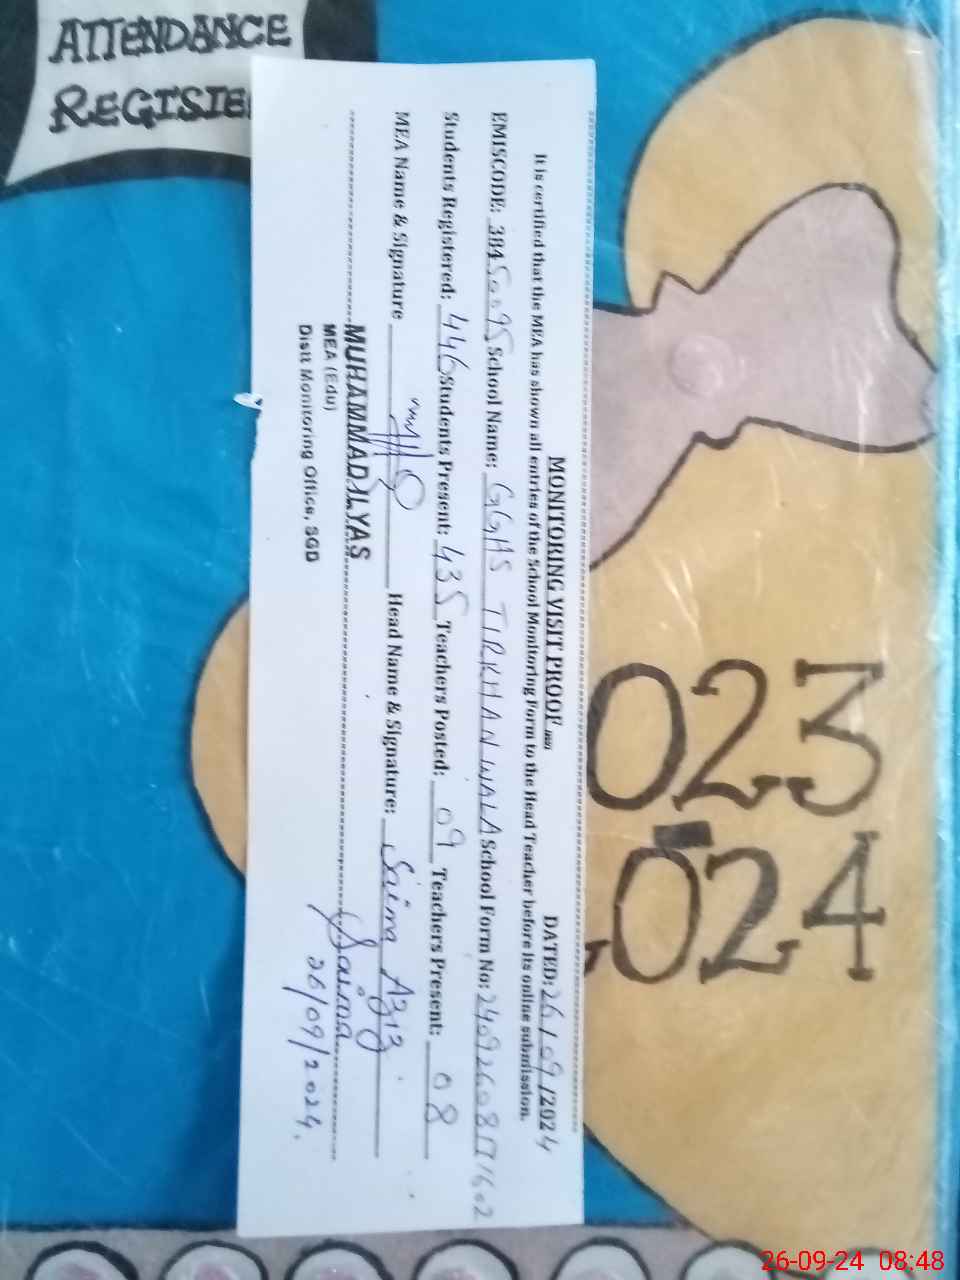 ATTENDANCE
REGISTE
MONITORING VISIT PROOF DATED: 26/09/2024
It is certified that the MEA has shown all entries of the School Monitoring Form to the Head Teacher before its online submission.
EMISCODE: 38450095 School Name: GGHS TIRKHANWALA School Form No:
Students Registered: 446 Students Present: 435 Teachers Posted: 09 Teachers Present: 08
MEA Name & Signature Head Name & Signature: Saima Aziz
MUHAMMAD ILYAS
MEA (Edu)
Distt Monitoring Office, SGD
Saima
26/09/2024.
023
2024
26-09-24 08:48